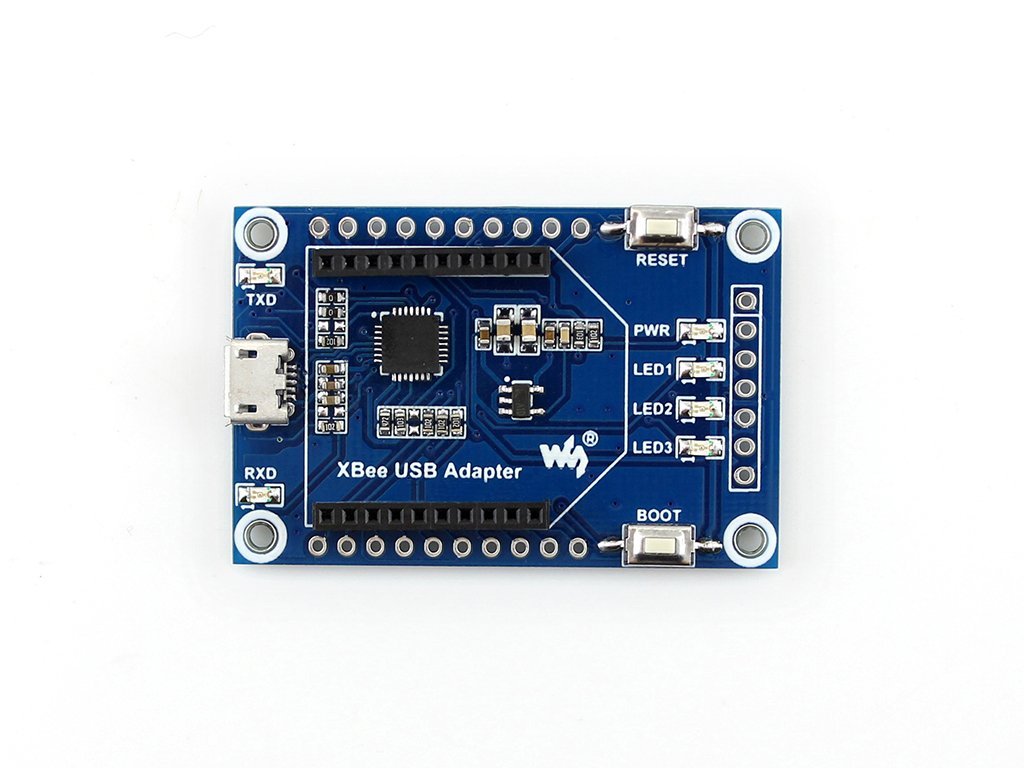 RESET
TXD
PWR
LED1
LED2
LED3
XBee USB Adapter
®
RXD
BOOT